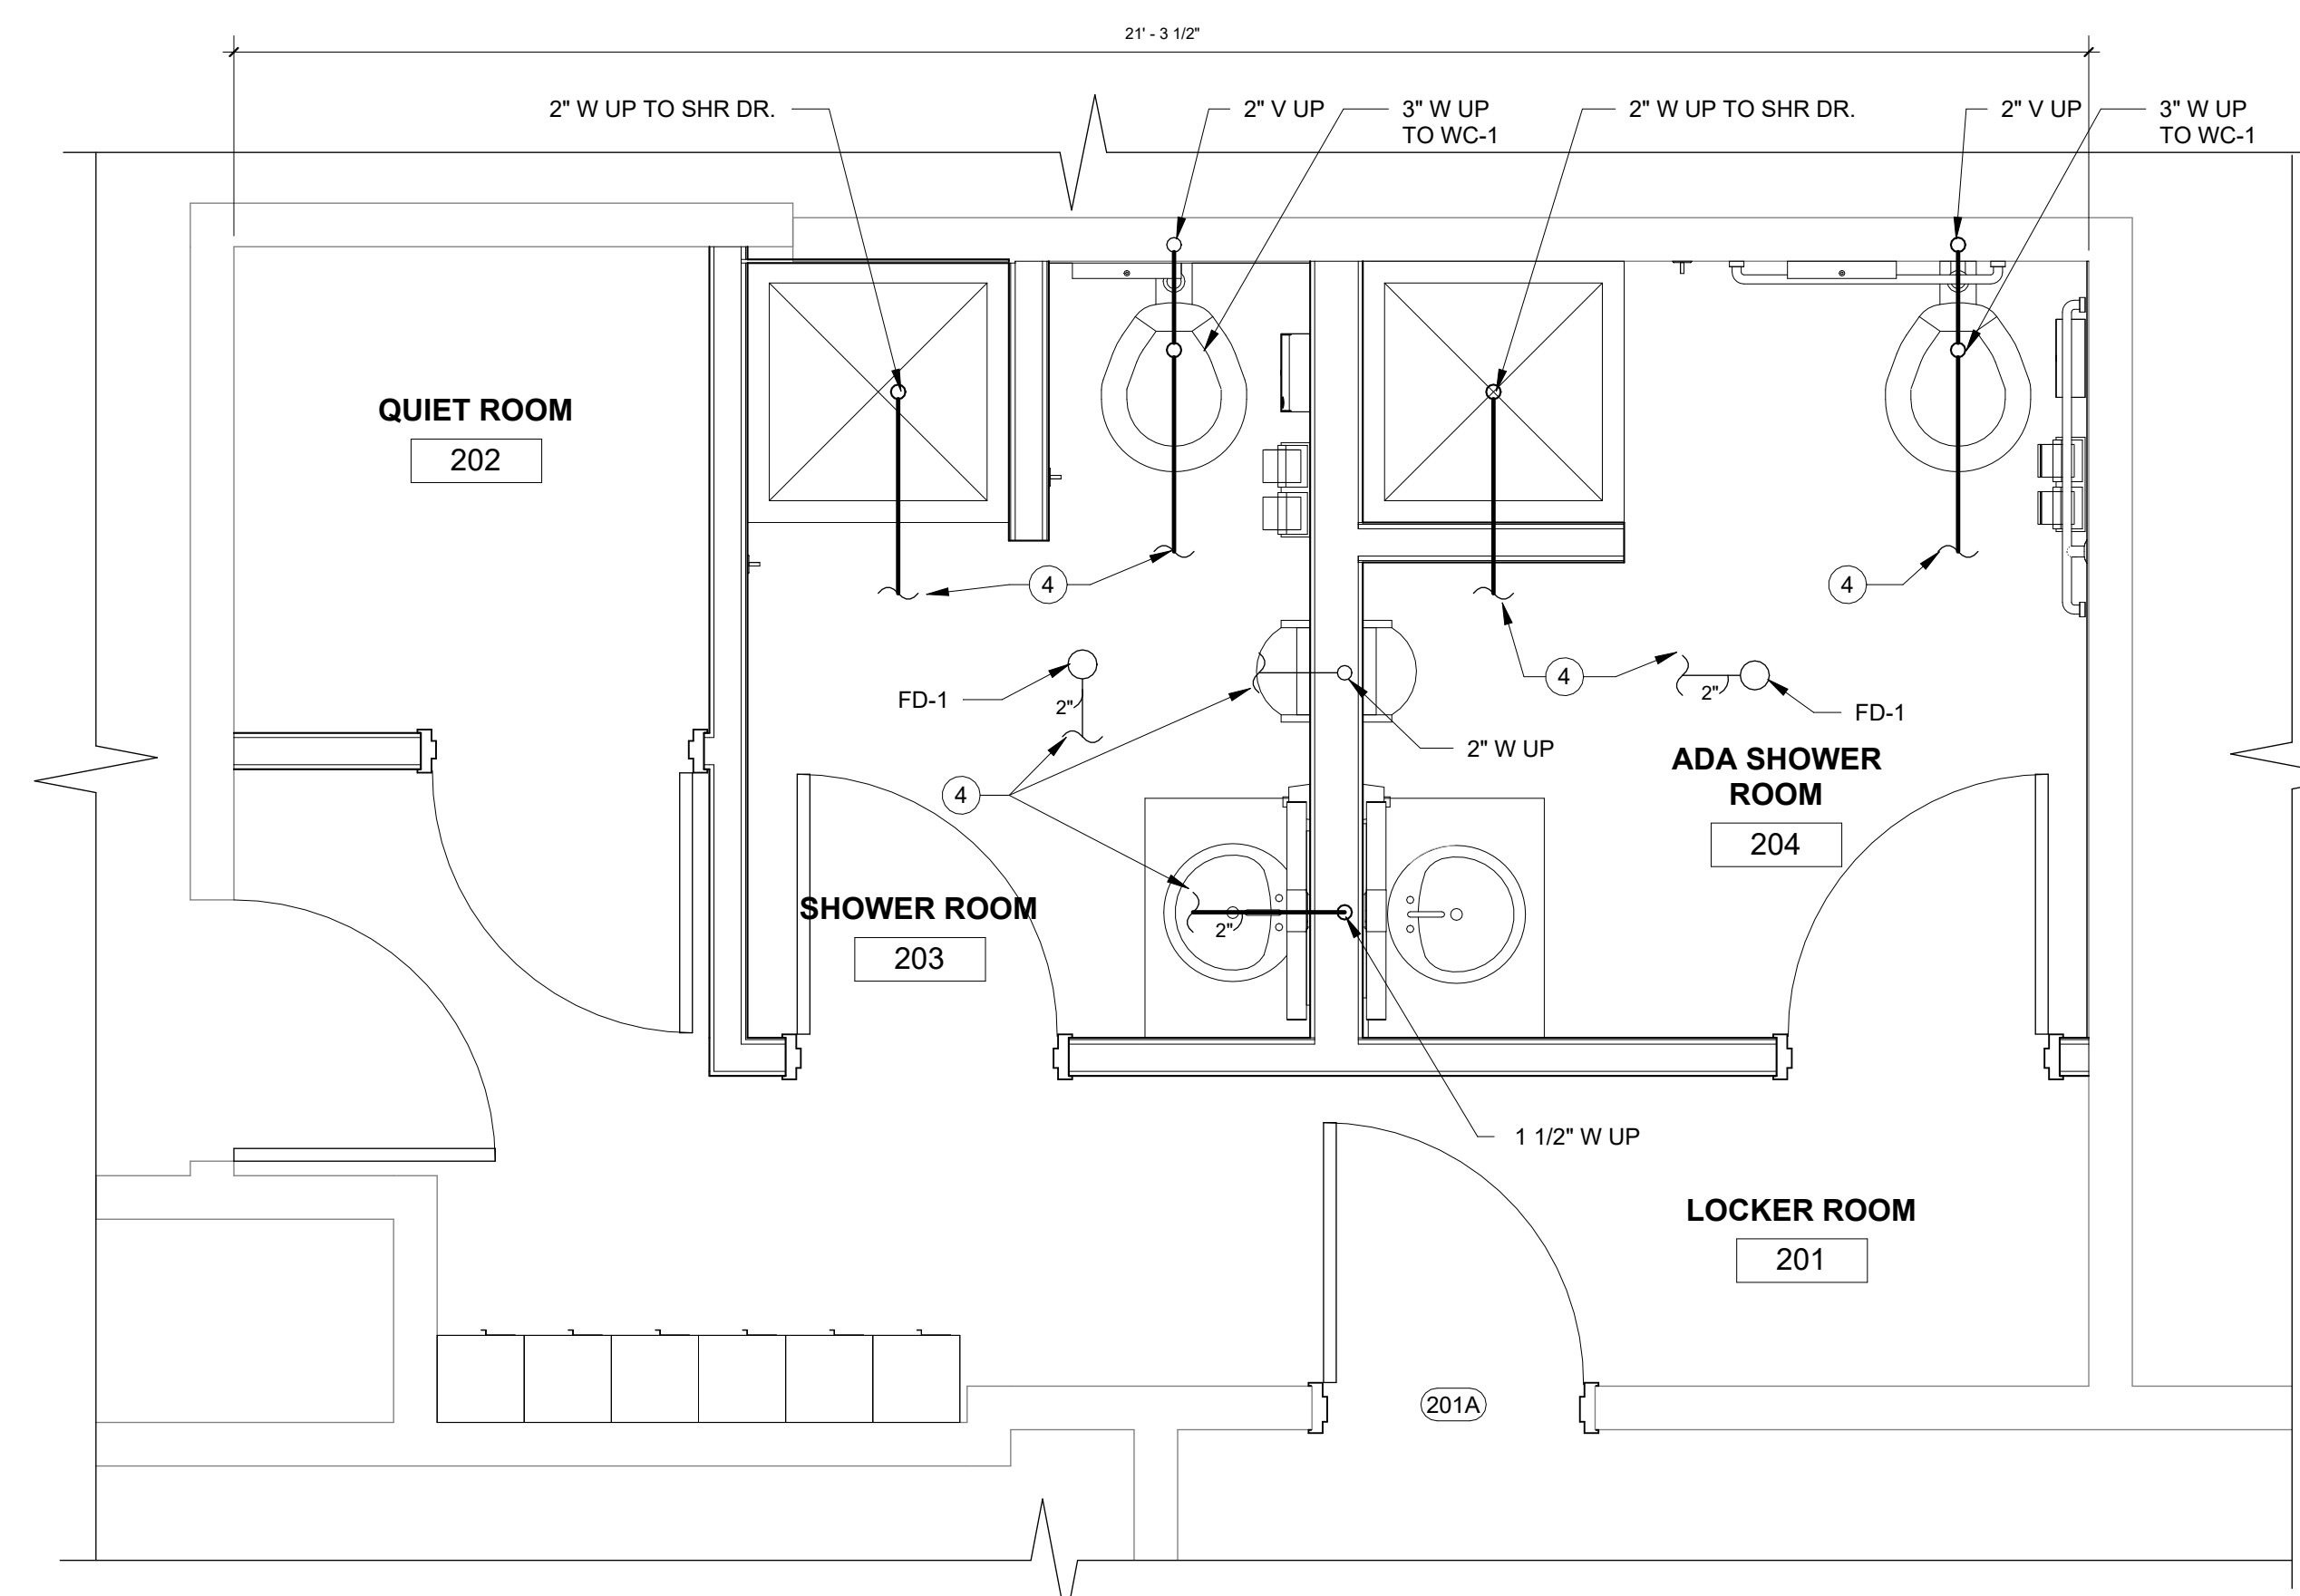 21' - 3 1/2"
2" W UP TO SHR DR.
2" V UP
3" W UP
TO WC-1
2" W UP TO SHR DR.
2" V UP
3" W UP
TO WC-1
QUIET ROOM
202
4
4
4
FD-1
2"
2"
FD-1
2" W UP
ADA SHOWER
ROOM
204
4
SHOWER ROOM
203
2"
1 1/2" W UP
LOCKER ROOM
201
201A